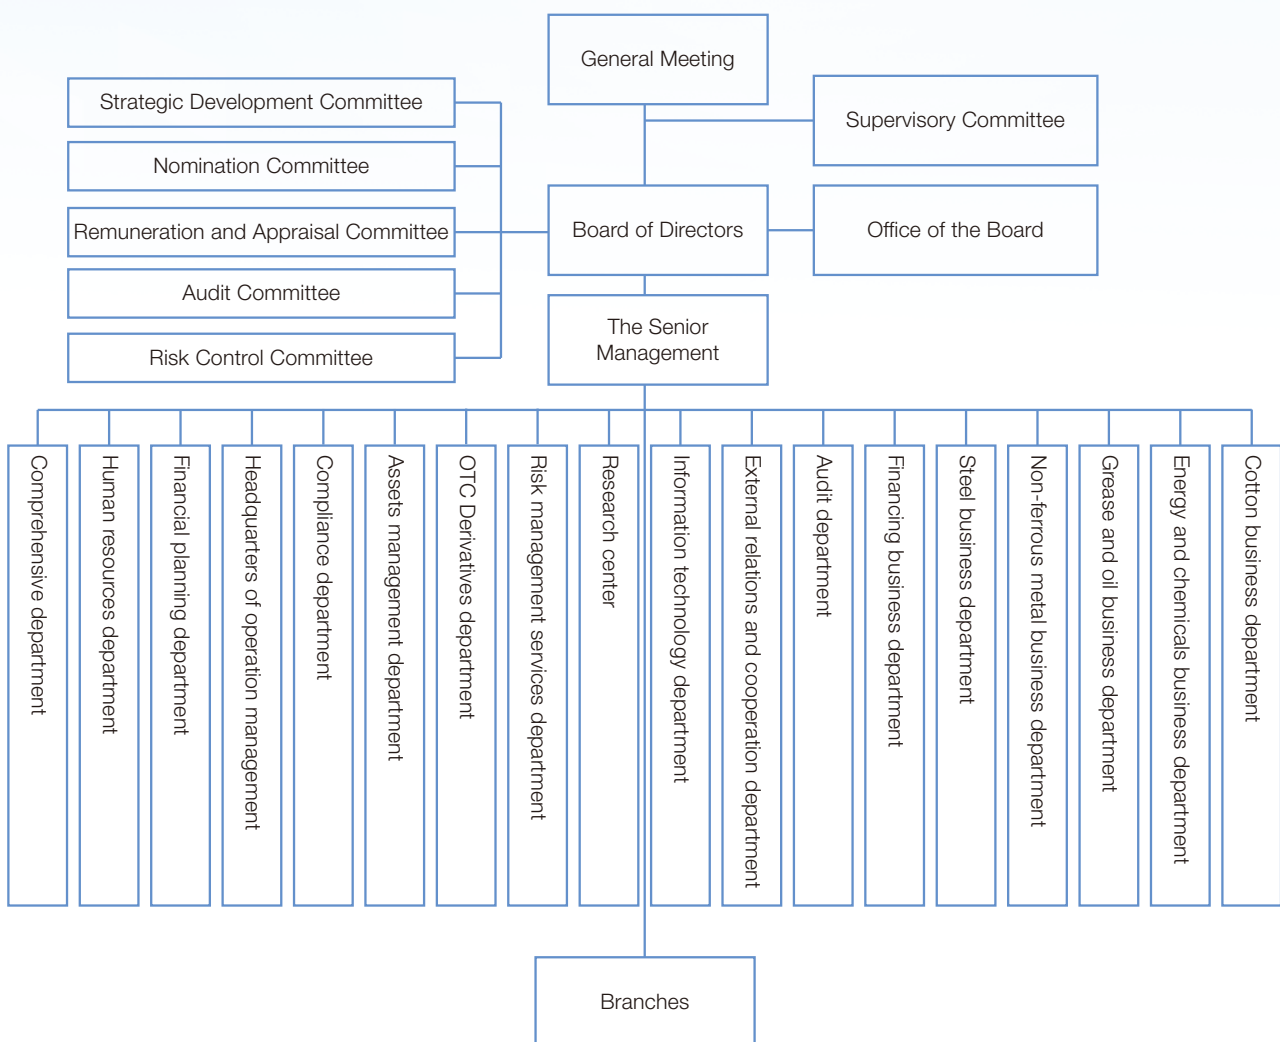 General Meeting
Strategic Development Committee
Supervisory Committee
Nomination Committee
Remuneration and Appraisal Committee
Board of Directors
Office of the Board
Audit Committee
The Senior
Management
Risk Control Committee
Comprehensive department
Human resources department
Financial planning department
Headquarters of operation management
Compliance department
Assets management department
OTC Derivatives department
Risk management services department
Research center
Information technology department
External relations and cooperation department
Audit department
Financing business department
Steel business department
Non-ferrous metal business department
Grease and oil business department
Energy and chemicals business department
Cotton business department
Branches